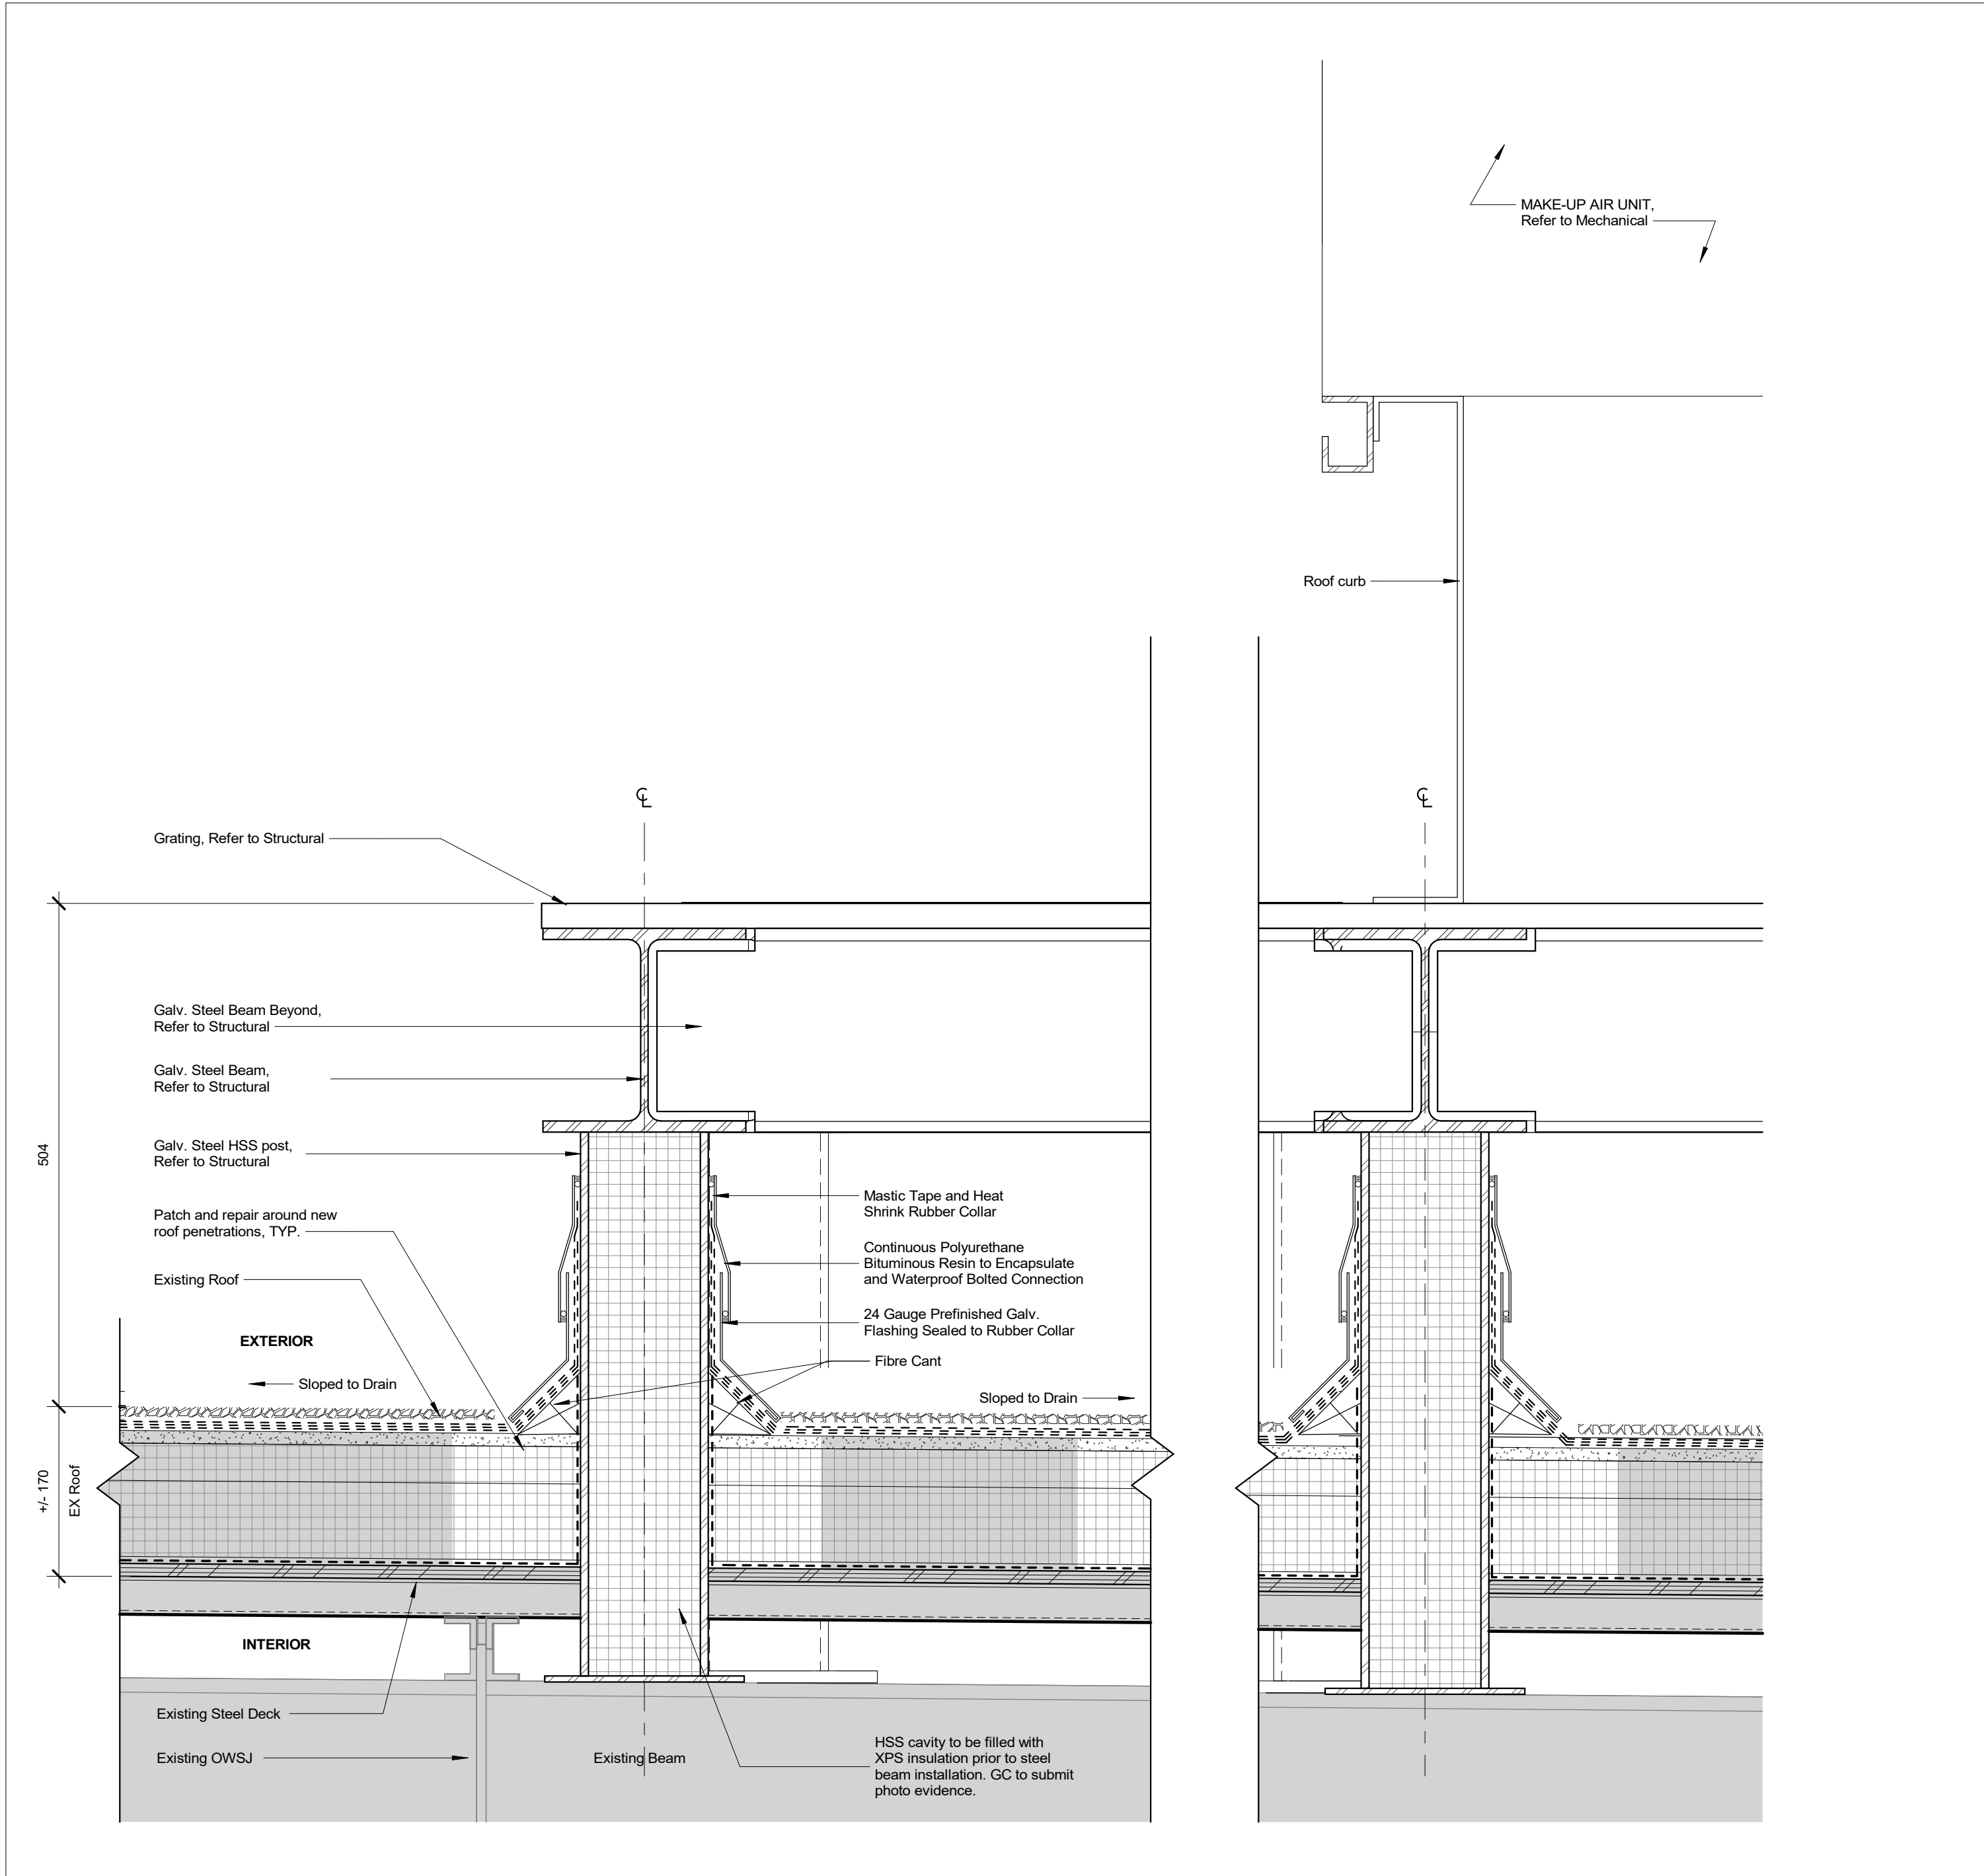 MAKE-UP AIR UNIT,
Refer to Mechanical
Roof curb
℄
℄
Grating, Refer to Structural
Galv. Steel Beam Beyond,
Refer to Structural
Galv. Steel Beam,
Refer to Structural
504
Galv. Steel HSS post,
Refer to Structural
Mastic Tape and Heat
Shrink Rubber Collar
Patch and repair around new
roof penetrations, TYP.
Continuous Polyurethane
Bituminous Resin to Encapsulate
and Waterproof Bolted Connection
Existing Roof
24 Gauge Prefinished Galv.
Flashing Sealed to Rubber Collar
EXTERIOR
Fibre Cant
Sloped to Drain
Sloped to Drain
+/- 170
EX Roof
INTERIOR
Existing Steel Deck
Existing OWSJ
Existing Beam
HSS cavity to be filled with
XPS insulation prior to steel
beam installation. GC to submit
photo evidence.